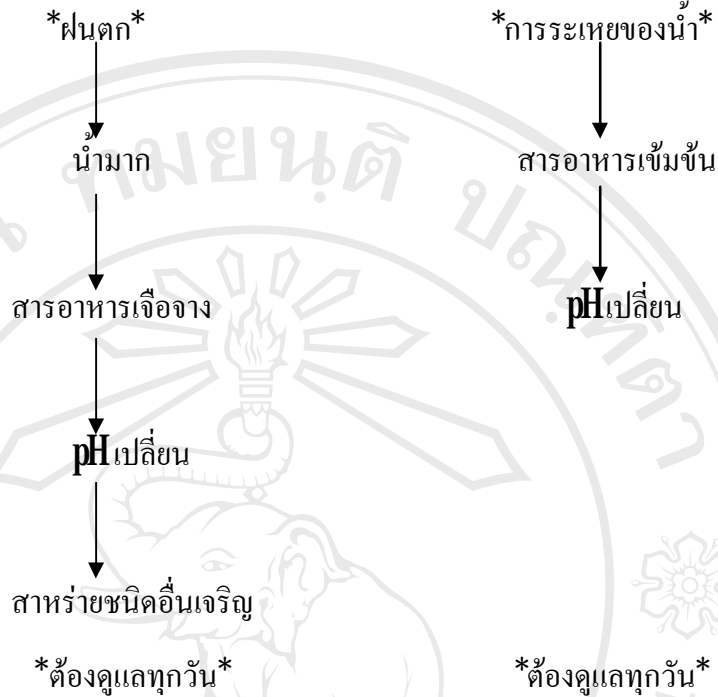 *ฝนตก*
น้ำมาก
สารอาหารเจือจาง
pH เปลี่ยน
สาหร่ายชนิดอื่นเจริญ
*ต้องดูแลทุกวัน*
*การระเหยของน้ำ*
สารอาหารเข้มข้น
pHเปลี่ยน
*ต้องดูแลทุกวัน*